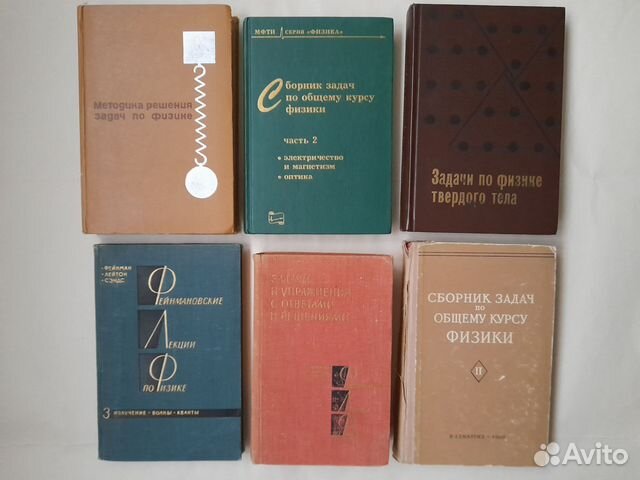 Методика решения
задач по физике
МФТИ СЕРИЯ «ФИЗИКА»
Сборник задач
по общему курсу
физики
часть 2
• электричество
и магнетизм
• оптика
Задачи по физике
твердого тела
• ФЕЙНМАН
• ЛЕЙТОН
• СЭНДС
ФЕЙНМАНОВСКИЕ
ЛЕКЦИИ
ПО ФИЗИКЕ
3 ИЗЛУЧЕНИЕ • ВОЛНЫ • КВАНТЫ
ЗАДАЧИ
И УПРАЖНЕНИЯ
С ОТВЕТАМИ
И РЕШЕНИЯМИ
Ф
Л
Ф
СБОРНИК ЗАДАЧ
ПО
ОБЩЕМУ КУРСУ
ФИЗИКИ
II
Avito